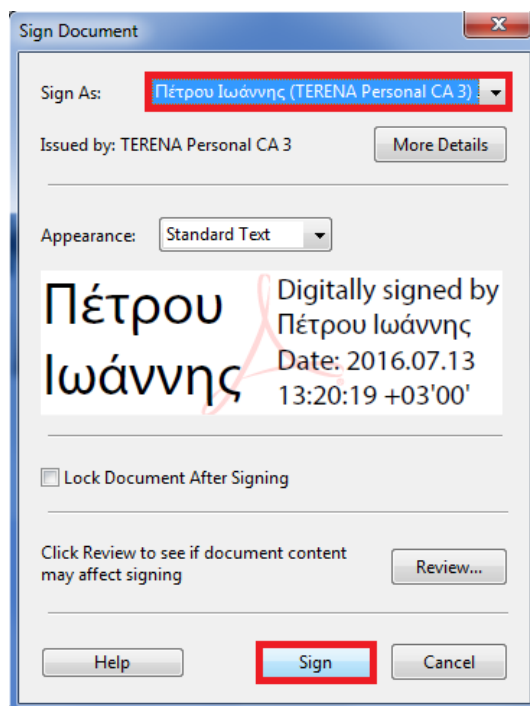 Sign Document
Sign As: Πέτρου Ιωάννης (TERENA Personal CA 3)
Issued by: TERENA Personal CA 3 More Details
Appearance: Standard Text
Πέτρου
Ιωάννης
Digitally signed by
Πέτρου Ιωάννης
Date: 2016.07.13
13:20:19 +03'00'
Lock Document After Signing
Click Review to see if document content
may affect signing
Review...
Help Sign Cancel